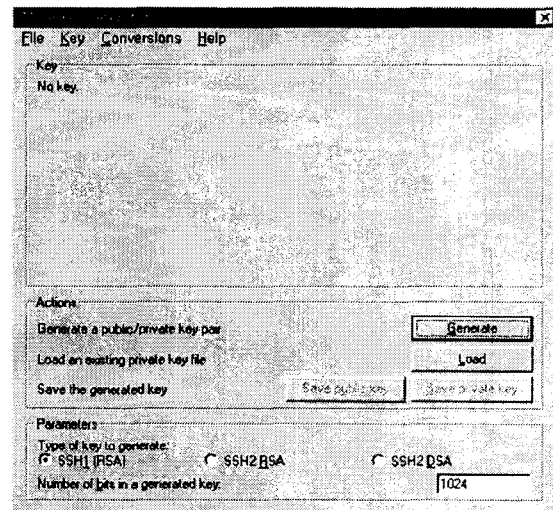 File Key Conversions Help
Key
No key.
Actions
Generate a public/private key pair
Generate
Load an existing private key file
Load
Save the generated key
Save public key
Save private key
Parameters
Type of key to generate:
SSH1 (RSA)
SSH2 RSA
SSH2 DSA
Number of bits in a generated key:
1024